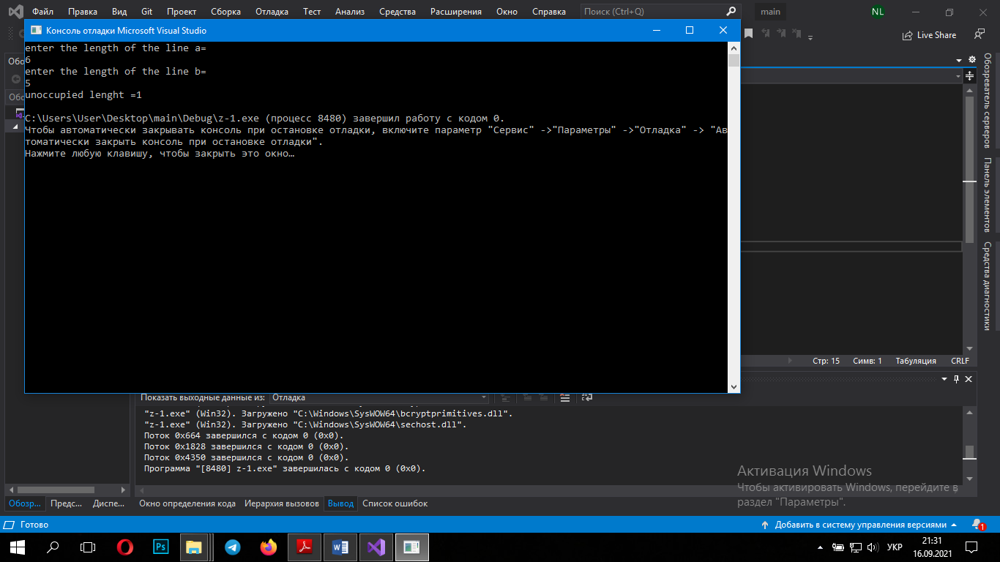 Файл Правка Вид Git Проект Сборка Отладка Тест Анализ Средства Расширения Окно Справка Поиск (Ctrl+Q) main NL
Консоль отладки Microsoft Visual Studio
Live Share
enter the length of the line a=
6
enter the length of the line b=
5
unoccupied lenght =1
C:\Users\User\Desktop\main\Debug\z-1.exe (процесс 8480) завершил работу с кодом 0.
Чтобы автоматически закрывать консоль при остановке отладки, включите параметр "Сервис" ->"Параметры" ->"Отладка" -> "Ав
томатически закрыть консоль при остановке отладки".
Нажмите любую клавишу, чтобы закрыть это окно…
Обозреватель серверов
Панель элементов
Средства диагностики
Стр: 15 Симв: 1 Табуляция CRLF
Показать выходные данные из: Отладка
"z-1.exe" (Win32). Загружено "C:\Windows\SysWOW64\bcryptprimitives.dll".
"z-1.exe" (Win32). Загружено "C:\Windows\SysWOW64\sechost.dll".
Поток 0x664 завершился с кодом 0 (0x0).
Поток 0x1828 завершился с кодом 0 (0x0).
Поток 0x4350 завершился с кодом 0 (0x0).
Программа "[8480] z-1.exe" завершилась с кодом 0 (0x0).
Активация Windows
Чтобы активировать Windows, перейдите в
раздел "Параметры".
Обозр... Предс... Диспе... Окно определения кода Иерархия вызовов Вывод Список ошибок
Готово Добавить в систему управления версиями 1
Ps УКР 21:31
16.09.2021